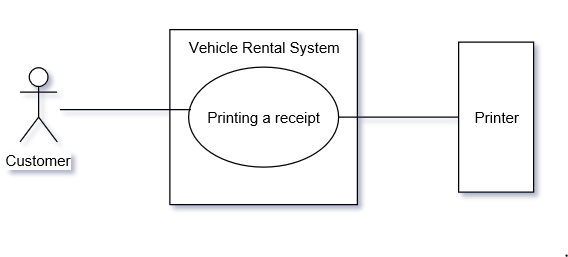 Vehicle Rental System
Printing a receipt
Printer
Customer
.